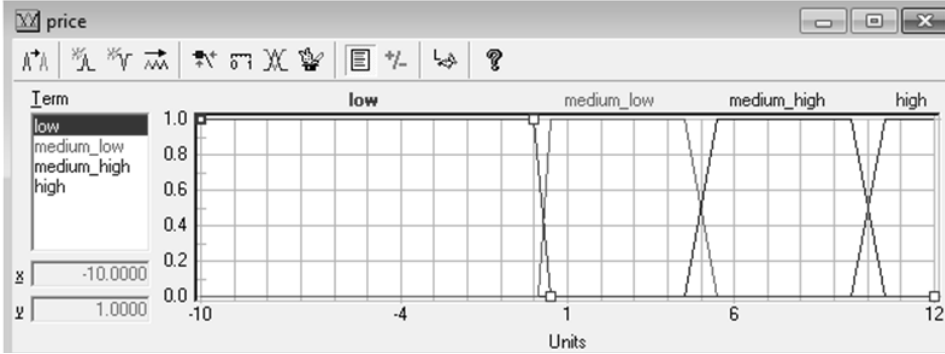 price
Term
low medium_low medium_high high
low
medium_low
medium_high
high
1.0
0.8
0.6
0.4
0.2
0.0
x -10.0000
y 1.0000
-10 -4 1 6 12
Units